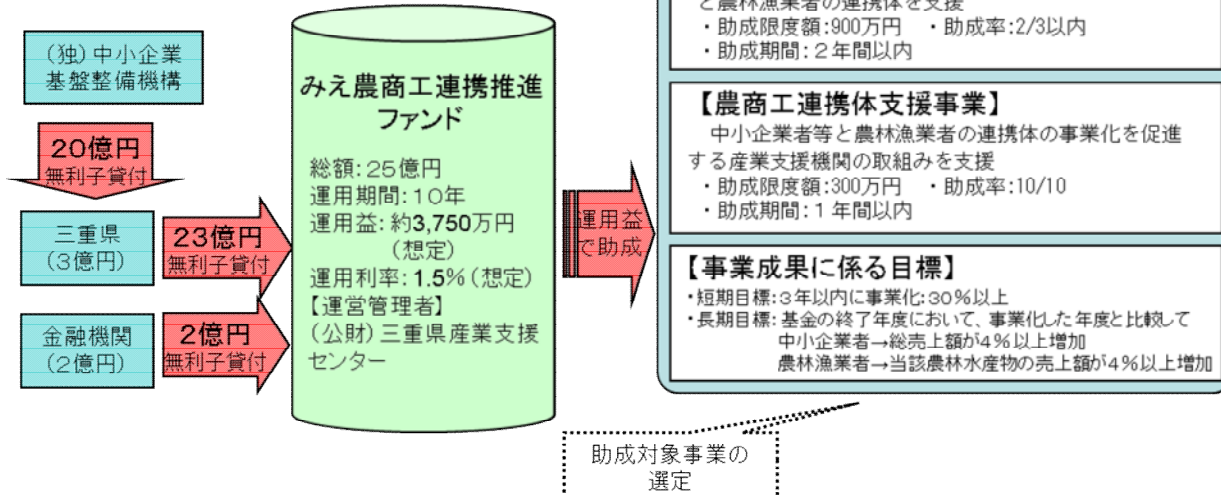 (独)中小企業
基盤整備機構
20億円
無利子貸付
三重県
(3億円)
23億円
無利子貸付
金融機関
(2億円)
2億円
無利子貸付
みえ農商工連携推進
ファンド
総額:25億円
運用期間:10年
運用益:約3,750万円
(想定)
運用利率:1.5%(想定)
【運営管理者】
(公財)三重県産業支援
センター
運用益
で助成
と農林漁業者の連携体を支援
・助成限度額:900万円 ・助成率:2/3以内
・助成期間:2年間以内
【農商工連携体支援事業】
中小企業者等と農林漁業者の連携体の事業化を促進
する産業支援機関の取組みを支援
・助成限度額:300万円 ・助成率:10/10
・助成期間:1年間以内
【事業成果に係る目標】
・短期目標:3年以内に事業化:30%以上
・長期目標:基金の終了年度において、事業化した年度と比較して
中小企業者→総売上額が4%以上増加
農林漁業者→当該農林水産物の売上額が4%以上増加
助成対象事業の
選定